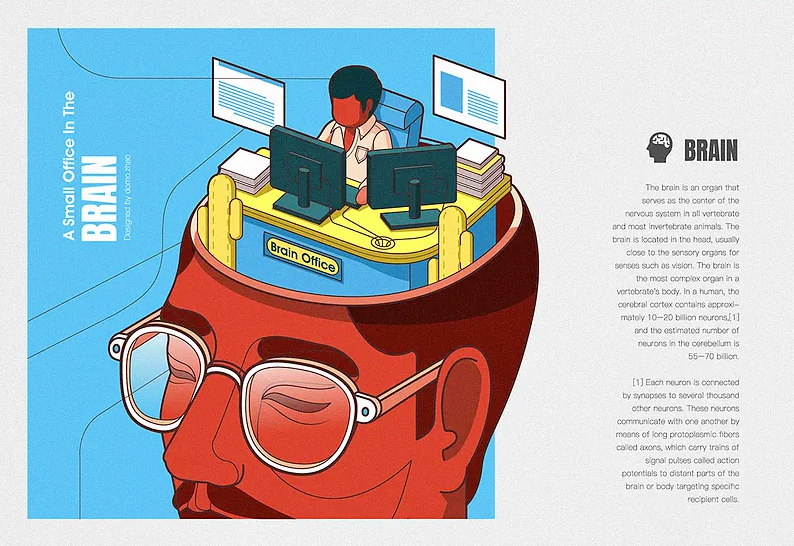 A Small Office In The
BRAIN
Designed by domo.zhao
Brain Office
BRAIN
The brain is an organ that
serves as the center of the
nervous system in all vertebrate
and most invertebrate animals. The
brain is located in the head, usually
close to the sensory organs for
senses such as vision. The brain is
the most complex organ in a
vertebrate's body. In a human, the
cerebral cortex contains approxi–
mately 10–20 billion neurons,[1]
and the estimated number of
neurons in the cerebellum is
55–70 billion.
[1] Each neuron is connected
by synapses to several thousand
other neurons. These neurons
communicate with one another by
means of long protoplasmic fibers
called axons, which carry trains of
signal pulses called action
potentials to distant parts of the
brain or body targeting specific
recipient cells.